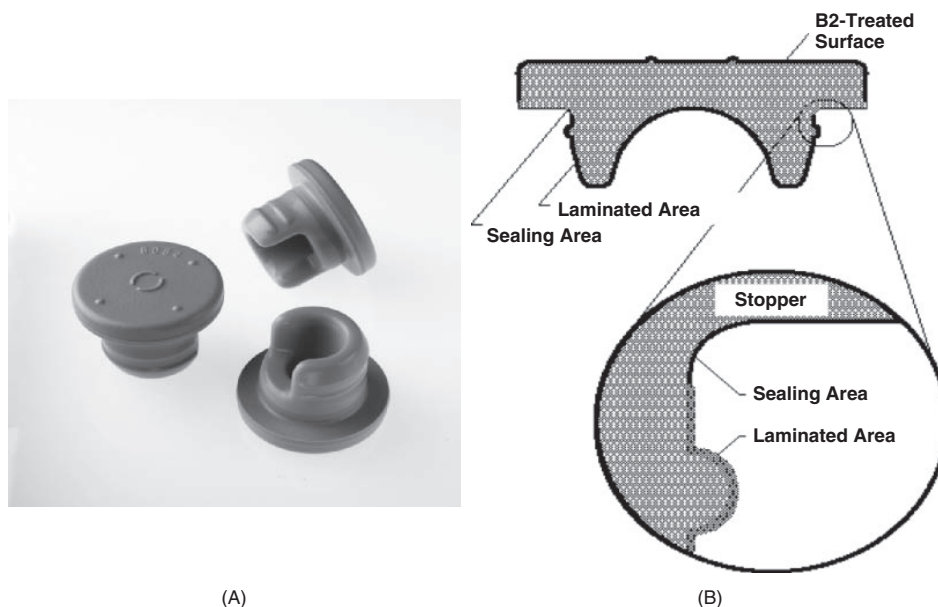 B2-Treated
Surface
Laminated Area
Sealing Area
Stopper
Sealing Area
Laminated Area
(A)
(B)